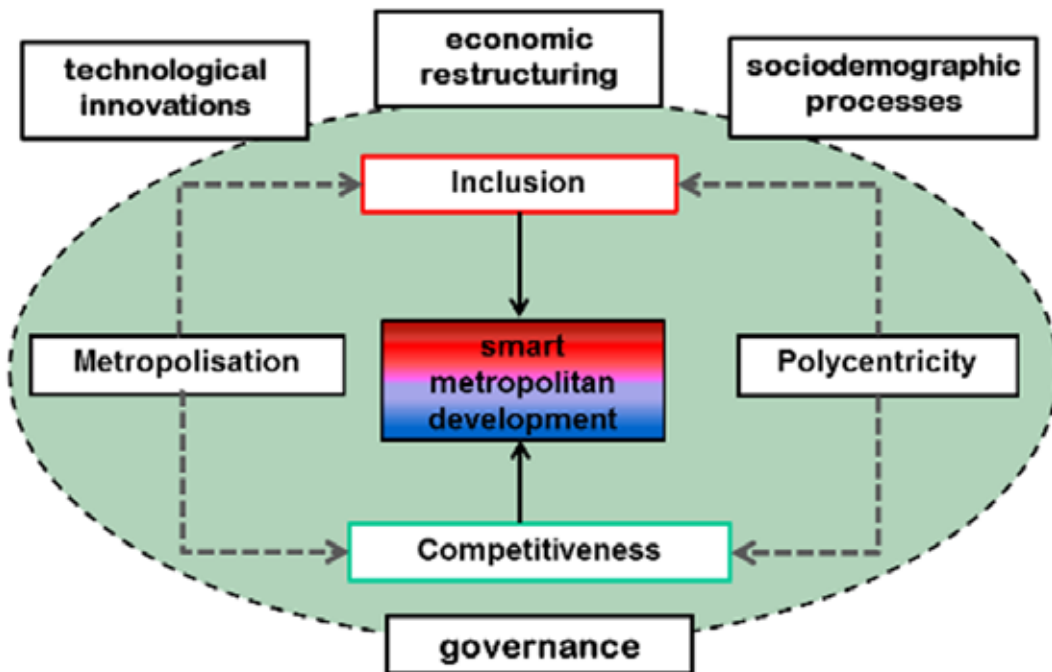 economic
restructuring
technological
innovations
sociodemographic
processes
Inclusion
Metropolisation
smart
metropolitan
development
Polycentricity
Competitiveness
governance